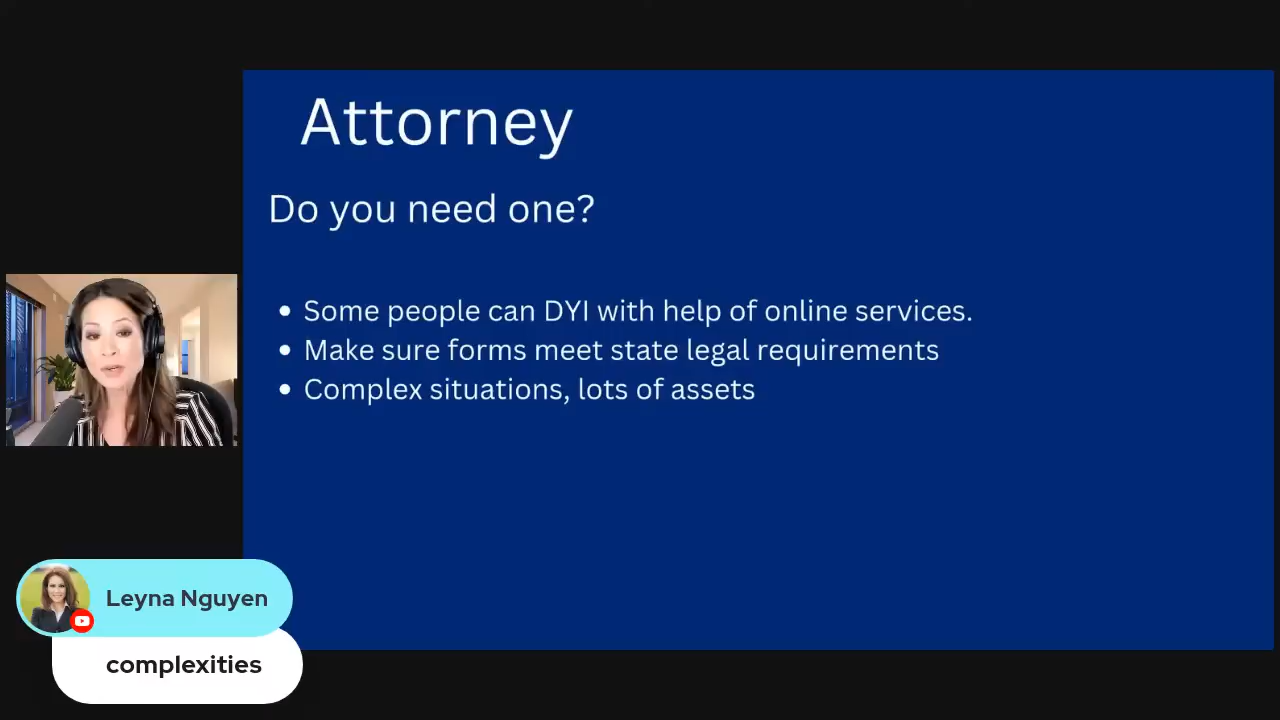 Attorney
Do you need one?
• Some people can DYI with help of online services.
• Make sure forms meet state legal requirements
• Complex situations, lots of assets
Leyna Nguyen
complexities